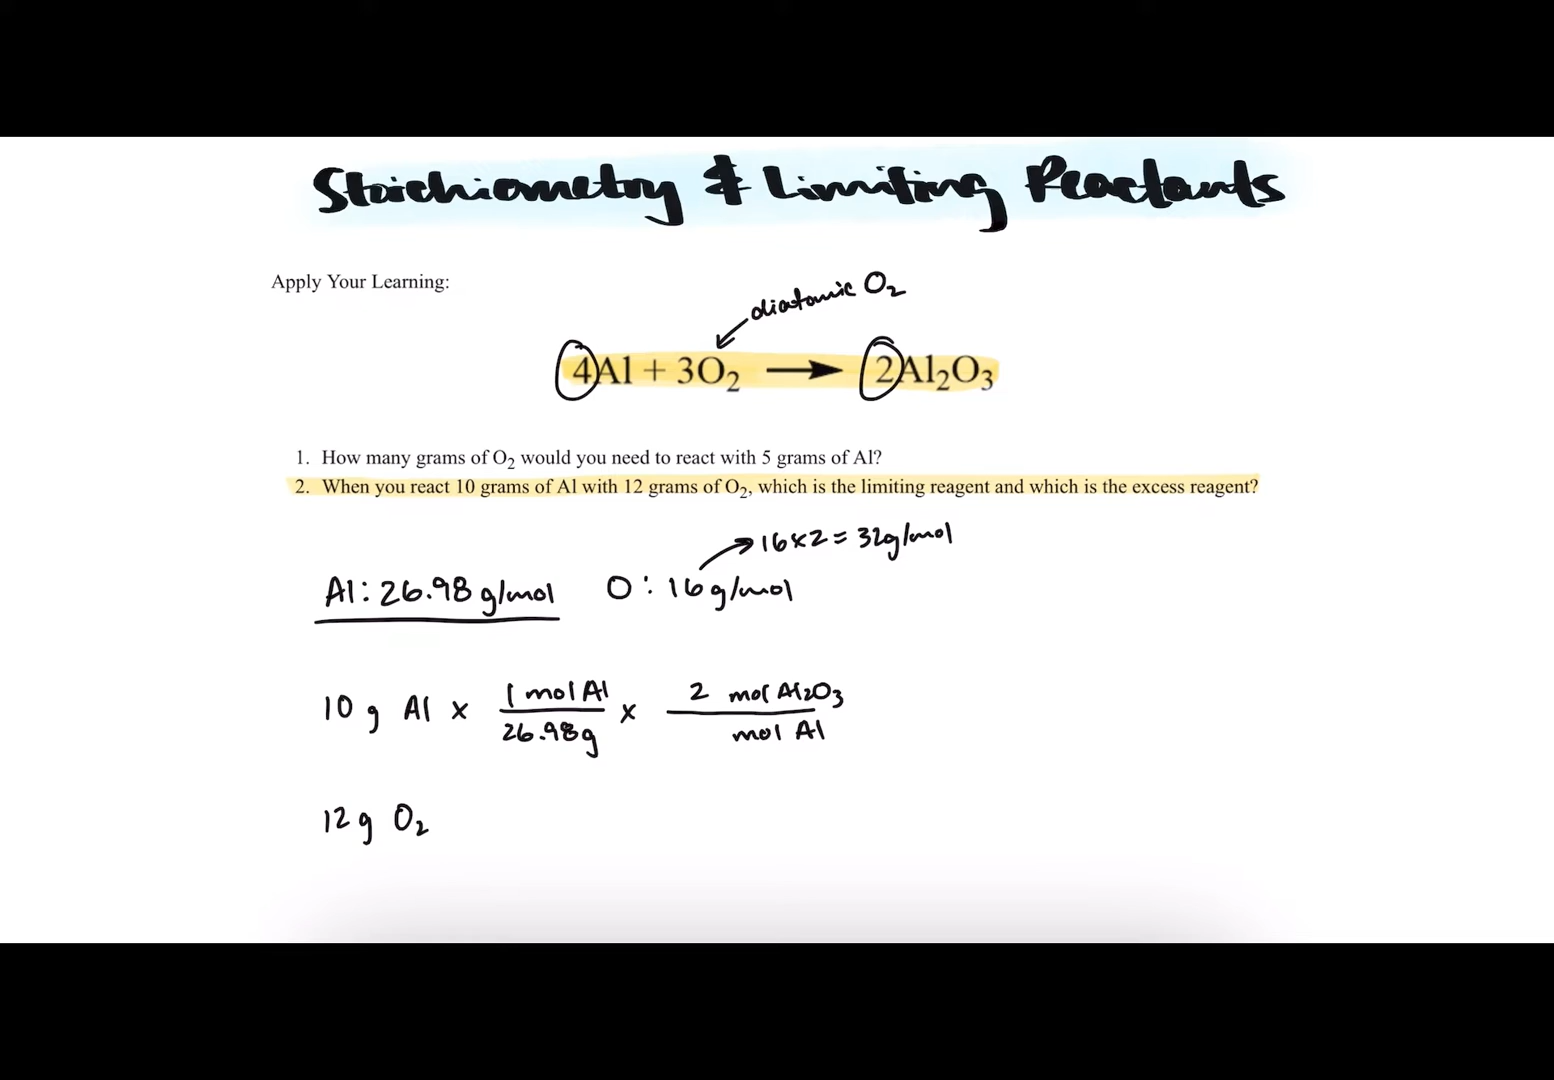 Stoichiometry & Limiting Reactants
Apply Your Learning:
diatomic O₂
4Al + 3O₂ → 2Al₂O₃
1. How many grams of O₂ would you need to react with 5 grams of Al?
2. When you react 10 grams of Al with 12 grams of O₂, which is the limiting reagent and which is the excess reagent?
16×2 = 32g/mol
Al: 26.98 g/mol O: 16g/mol
10 g Al × 1 mol Al / 26.98g × 2 mol Al₂O₃ / mol Al
12g O₂